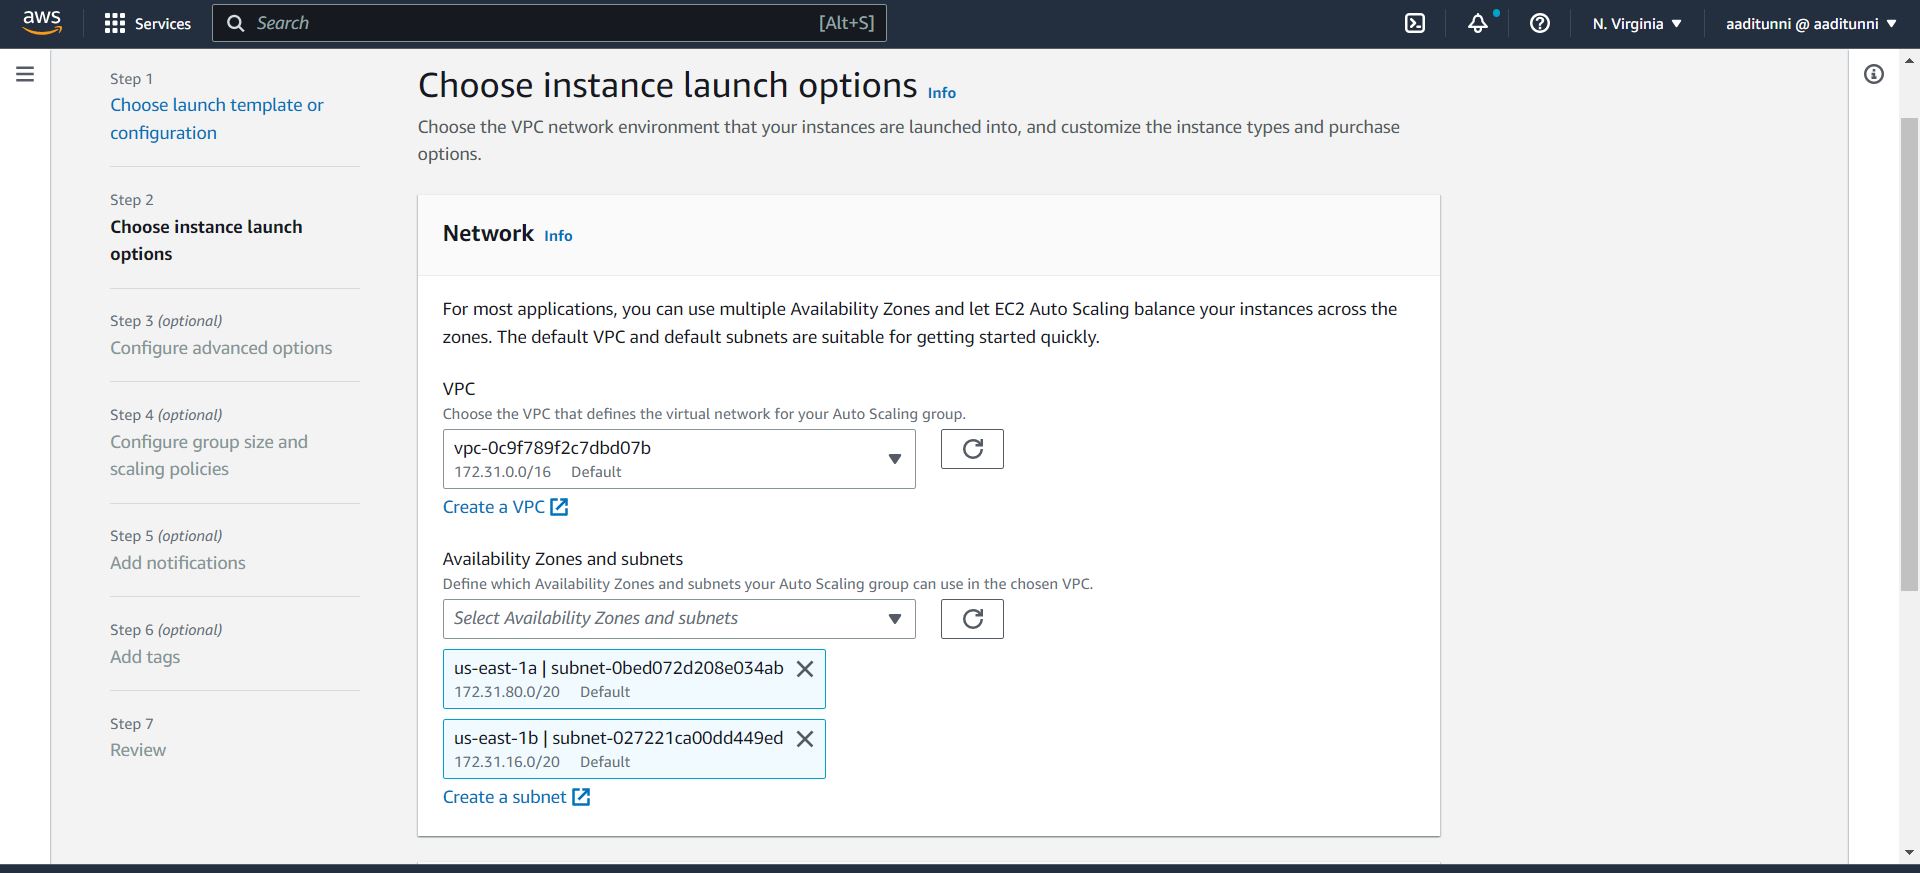 aws
Services
Search [Alt+S]
N. Virginia
aaditunni @ aaditunni
Step 1
Choose launch template or
configuration
Step 2
Choose instance launch
options
Step 3 (optional)
Configure advanced options
Step 4 (optional)
Configure group size and
scaling policies
Step 5 (optional)
Add notifications
Step 6 (optional)
Add tags
Step 7
Review
Choose instance launch options Info
Choose the VPC network environment that your instances are launched into, and customize the instance types and purchase
options.
Network Info
For most applications, you can use multiple Availability Zones and let EC2 Auto Scaling balance your instances across the
zones. The default VPC and default subnets are suitable for getting started quickly.
VPC
Choose the VPC that defines the virtual network for your Auto Scaling group.
vpc-0c9f789f2c7dbd07b
172.31.0.0/16 Default
Create a VPC
Availability Zones and subnets
Define which Availability Zones and subnets your Auto Scaling group can use in the chosen VPC.
Select Availability Zones and subnets
us-east-1a | subnet-0bed072d208e034ab
172.31.80.0/20 Default
us-east-1b | subnet-027221ca00dd449ed
172.31.16.0/20 Default
Create a subnet